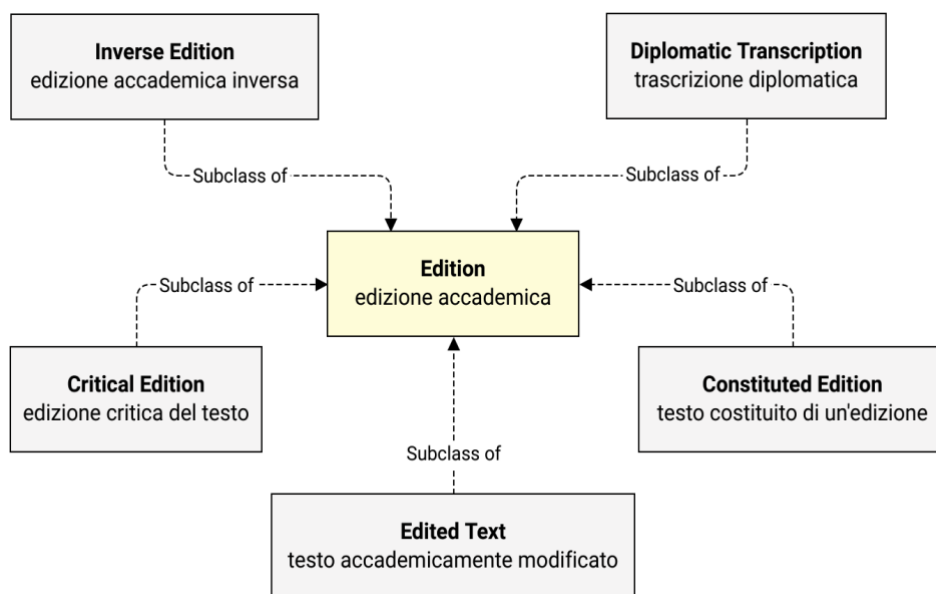 Inverse Edition
edizione accademica inversa
Diplomatic Transcription
trascrizione diplomatica
Subclass of
Subclass of
Edition
edizione accademica
Subclass of
Subclass of
Critical Edition
edizione critica del testo
Constituted Edition
testo costituito di un'edizione
Subclass of
Edited Text
testo accademicamente modificato